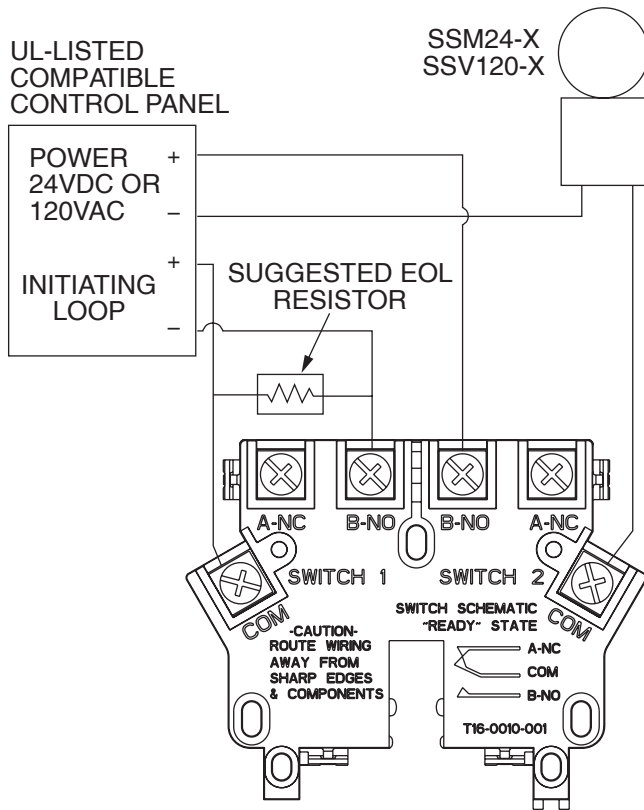 UL-LISTED
COMPATIBLE
CONTROL PANEL
SSM24-X
SSV120-X
POWER +
24VDC OR
120VAC –
+
INITIATING
LOOP
–
SUGGESTED EOL
RESISTOR
A-NC B-NO B-NO A-NC
SWITCH 1 SWITCH 2
COM COM
-CAUTION-
ROUTE WIRING
AWAY FROM
SHARP EDGES
& COMPONENTS
SWITCH SCHEMATIC
"READY" STATE
A-NC
COM
B-NO
T16-0010-001